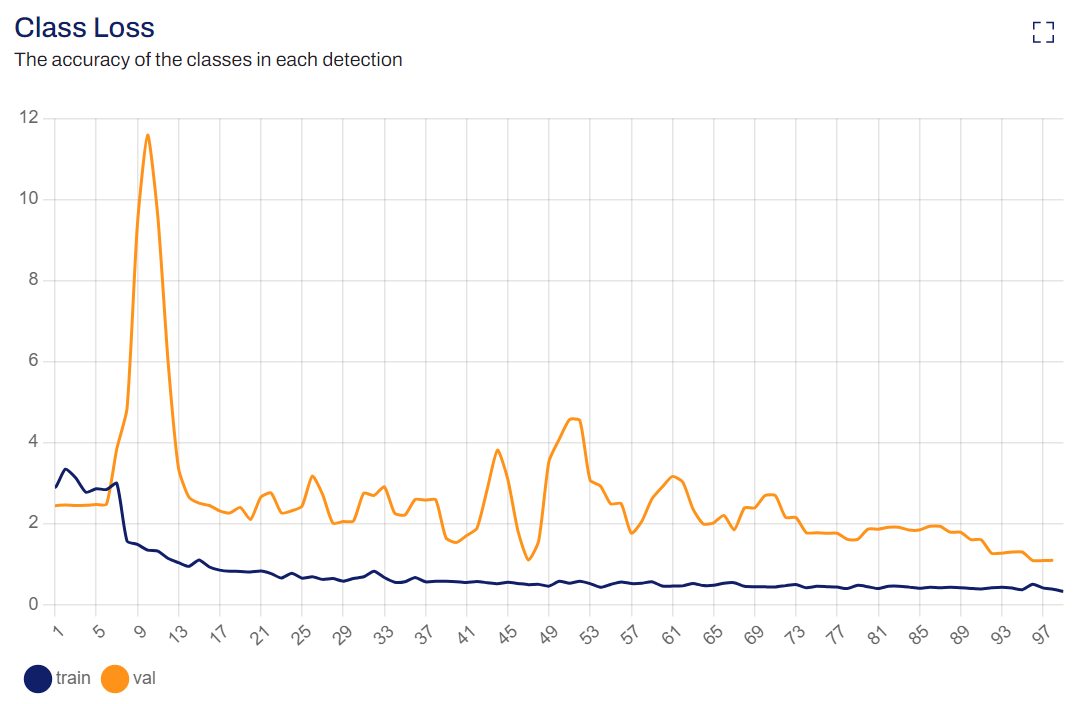 Class Loss
The accuracy of the classes in each detection
12
10
8
6
4
2
0
1 5 9 13 17 21 25 29 33 37 41 45 49 53 57 61 65 69 73 77 81 85 89 93 97
train val